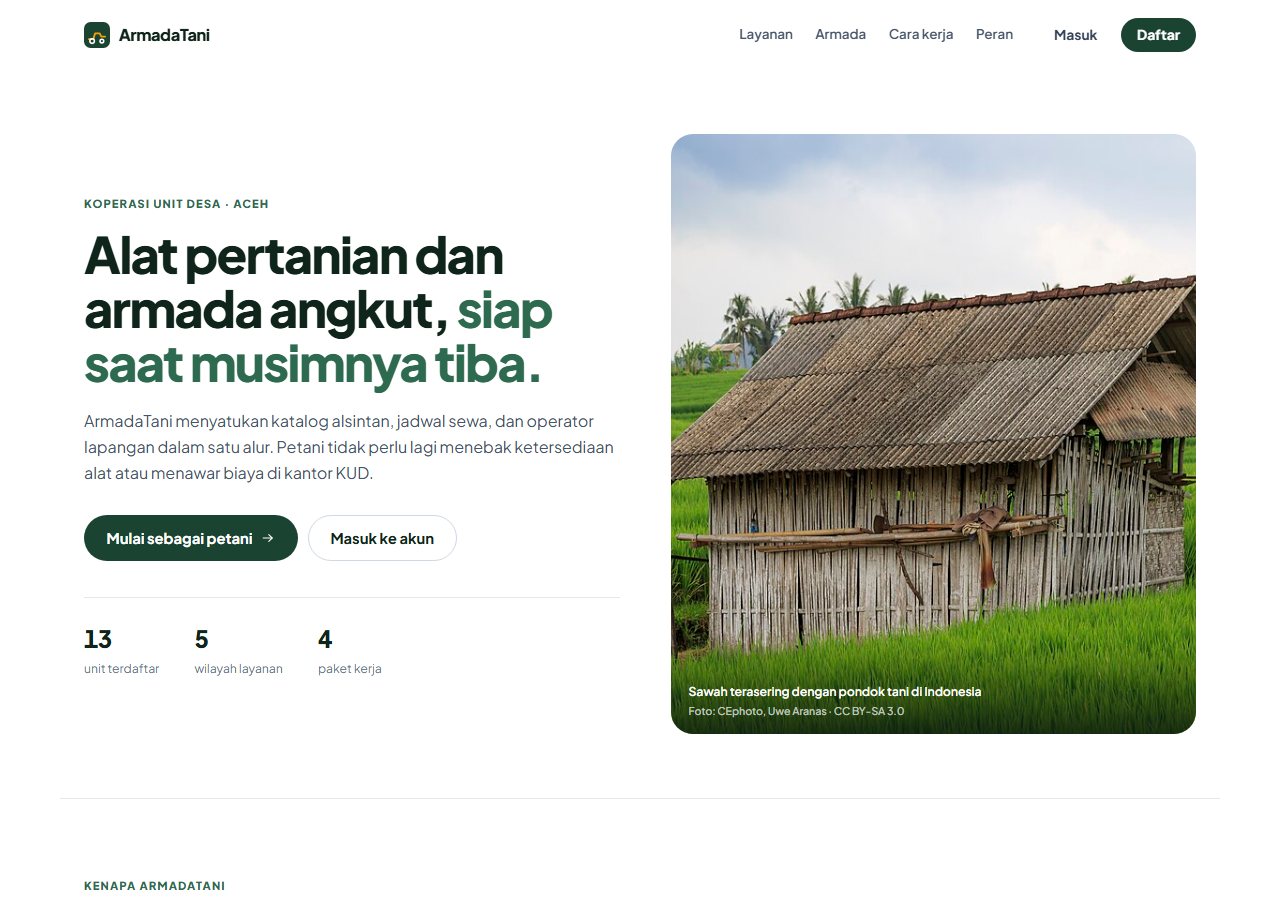 ArmadaTani
Layanan Armada Cara kerja Peran Masuk Daftar
KOPERASI UNIT DESA · ACEH
Alat pertanian dan
armada angkut, siap
saat musimnya tiba.
ArmadaTani menyatukan katalog alsintan, jadwal sewa, dan operator
lapangan dalam satu alur. Petani tidak perlu lagi menebak ketersediaan
alat atau menawar biaya di kantor KUD.
Mulai sebagai petani →
Masuk ke akun
13 5 4
unit terdaftar wilayah layanan paket kerja
Sawah terasering dengan pondok tani di Indonesia
Foto: CEphoto, Uwe Aranas · CC BY-SA 3.0
KENAPA ARMADATANI